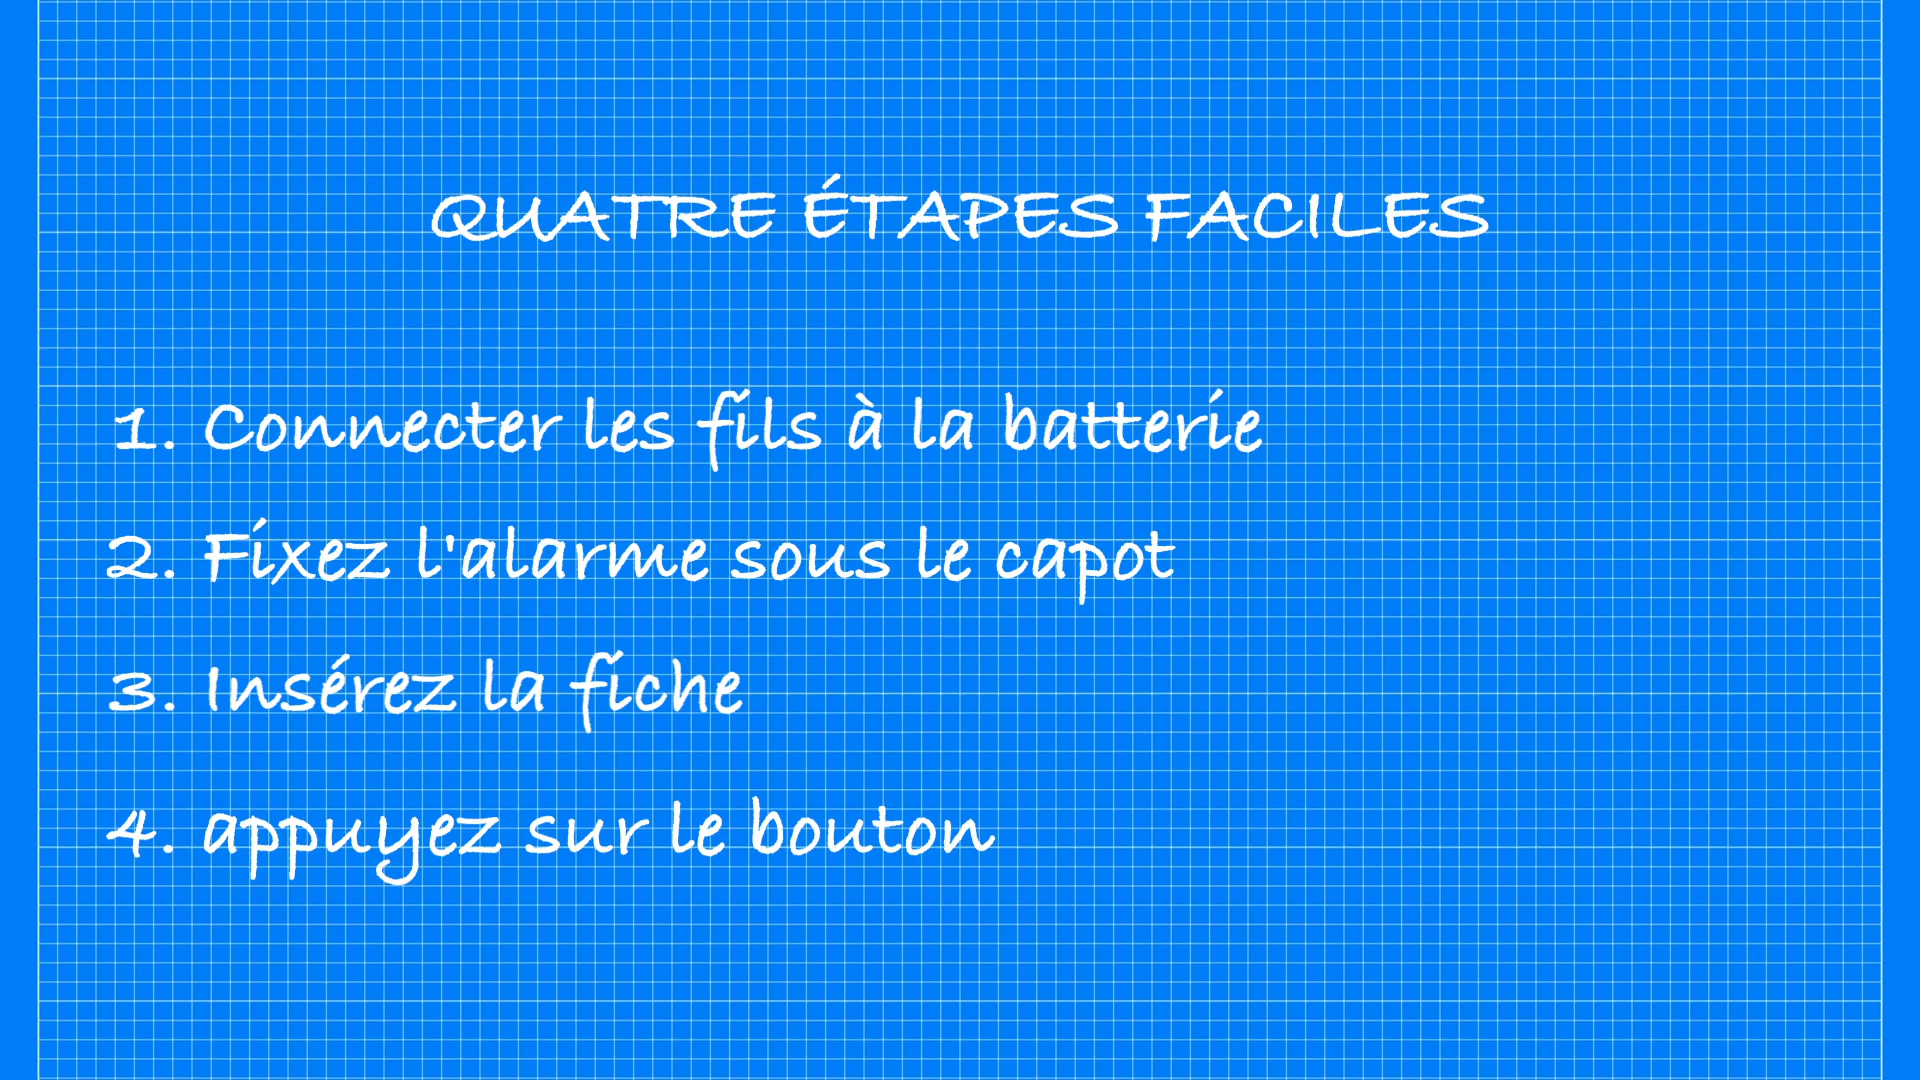 QUATRE ÉTAPES FACILES
1. Connecter les fils à la batterie
2. Fixez l'alarme sous le capot
3. Insérez la fiche
4. appuyez sur le bouton